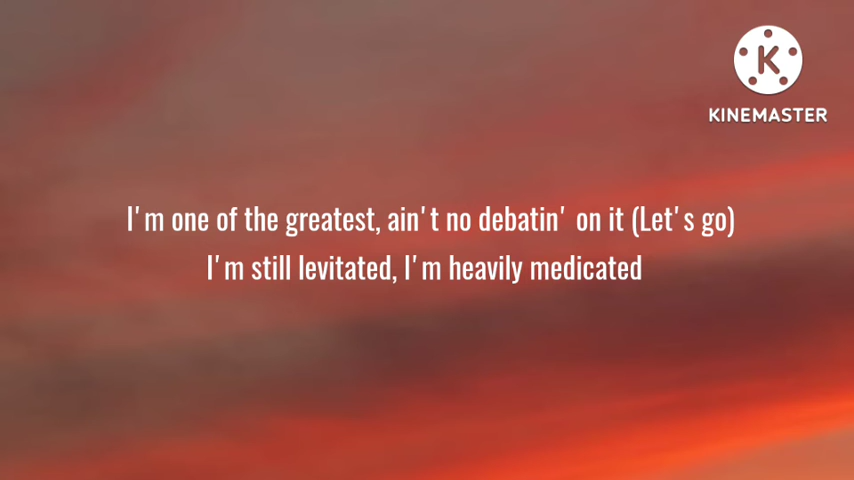 KINEMASTER
I'm one of the greatest, ain't no debatin' on it (Let's go)
I'm still levitated, I'm heavily medicated